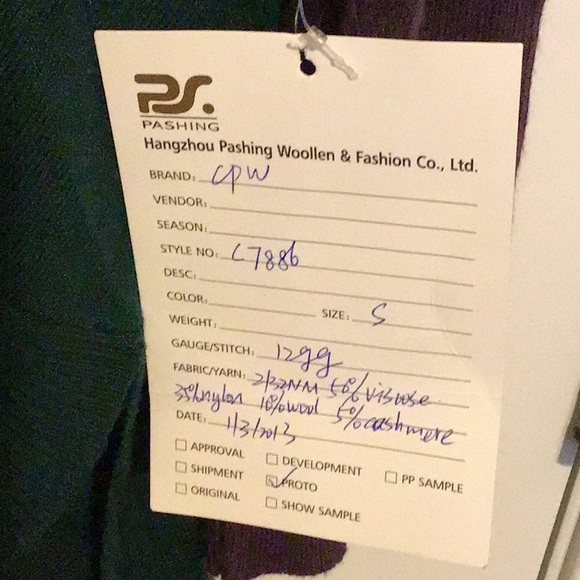 PS.
PASHING
Hangzhou Pashing Woollen & Fashion Co., Ltd.
BRAND: CPW
VENDOR:
SEASON:
STYLE NO: C7886
DESC:
COLOR: SIZE: S
WEIGHT:
GAUGE/STITCH: 12gg
FABRIC/YARN: 2/32NM 50% Viscose
35% nylon 10% wool 5% cashmere
DATE: 1/3/2013
APPROVAL DEVELOPMENT PP SAMPLE
SHIPMENT PROTO
ORIGINAL SHOW SAMPLE